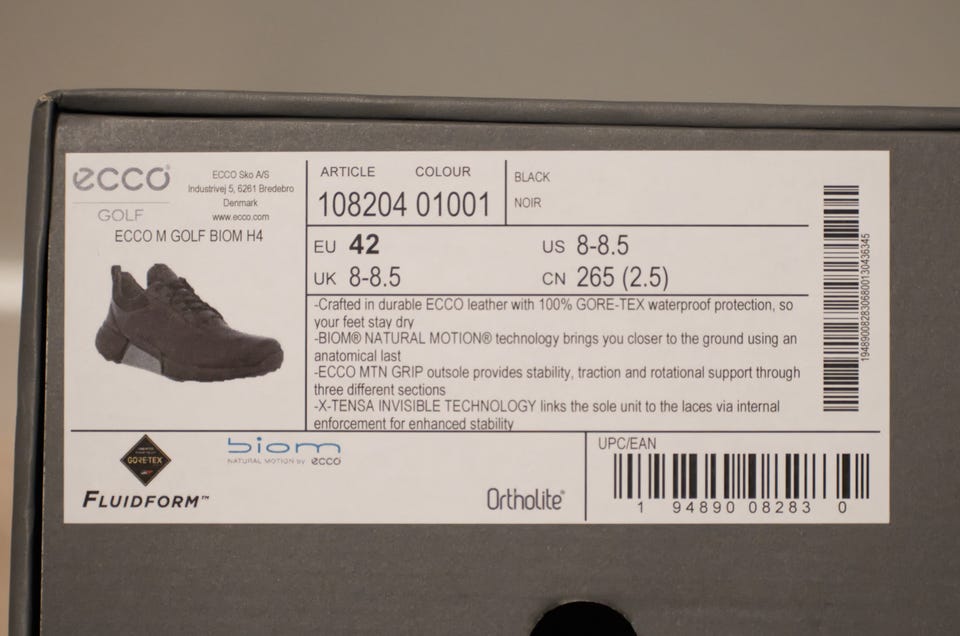 ecco®
GOLF
ECCO Sko A/S
Industrivej 5, 6261 Bredebro
Denmark
www.ecco.com
ECCO M GOLF BIOM H4
ARTICLE COLOUR
108204 01001
BLACK
NOIR
EU 42 US 8-8.5
UK 8-8.5 CN 265 (2.5)
-Crafted in durable ECCO leather with 100% GORE-TEX waterproof protection, so
your feet stay dry
-BIOM® NATURAL MOTION® technology brings you closer to the ground using an
anatomical last
-ECCO MTN GRIP outsole provides stability, traction and rotational support through
three different sections
-X-TENSA INVISIBLE TECHNOLOGY links the sole unit to the laces via internal
enforcement for enhanced stability
GORE-TEX
biom
NATURAL MOTION BY ecco
FLUIDFORM™
Ortholite®
UPC/EAN
1 94890 08283 0